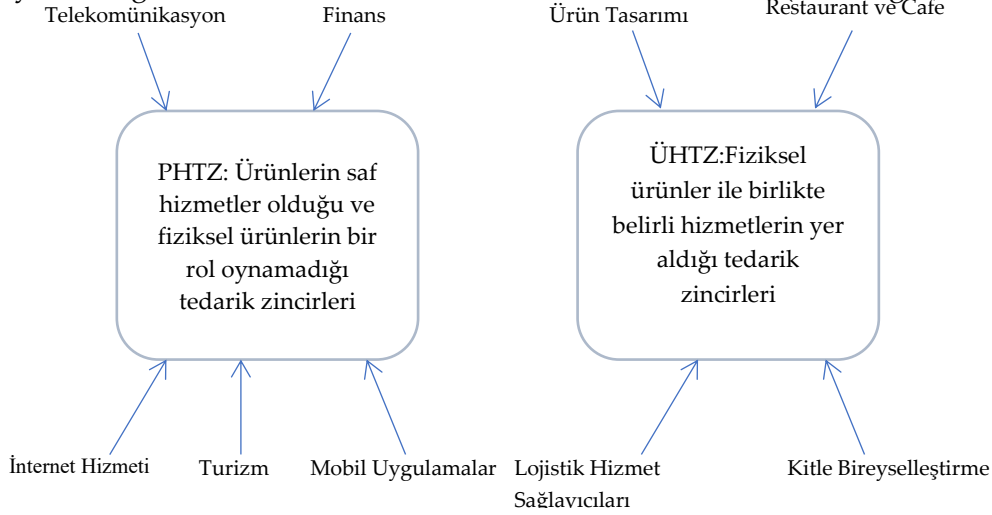 Telekomünikasyon
Finans
Ürün Tasarımı
Restaurant ve Cafe
PHTZ: Ürünlerin saf
hizmetler olduğu ve
fiziksel ürünlerin bir
rol oynamadığı
tedarik zincirleri
ÜHTZ:Fiziksel
ürünler ile birlikte
belirli hizmetlerin yer
aldığı tedarik
zincirleri
İnternet Hizmeti
Turizm
Mobil Uygulamalar
Lojistik Hizmet
Sağlayıcıları
Kitle Bireyselleştirme